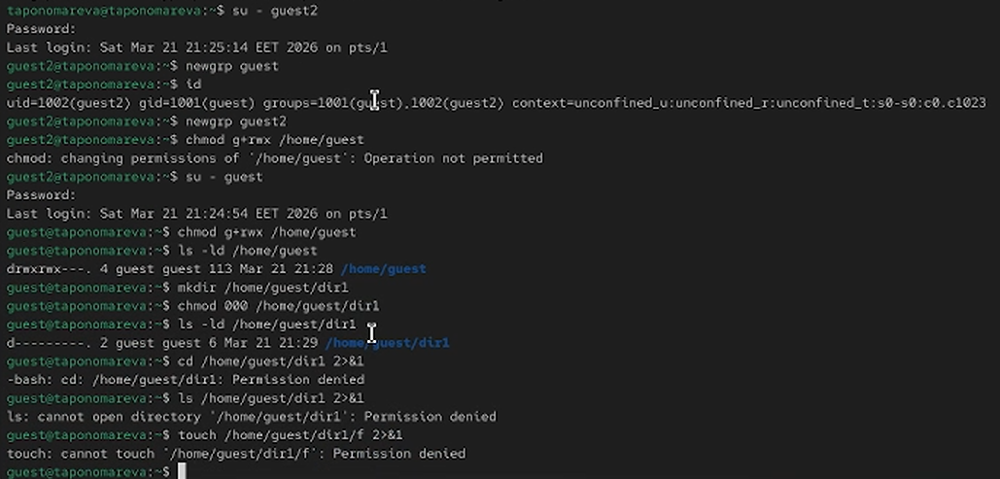 taponomareva@taponomareva:~$ su - guest2
Password:
Last login: Sat Mar 21 21:25:14 EET 2026 on pts/1
guest2@taponomareva:~$ newgrp guest
guest2@taponomareva:~$ id
uid=1002(guest2) gid=1001(guest) groups=1001(guest),1002(guest2) context=unconfined_u:unconfined_r:unconfined_t:s0-s0:c0.c1023
guest2@taponomareva:~$ newgrp guest2
guest2@taponomareva:~$ chmod g+rwx /home/guest
chmod: changing permissions of '/home/guest': Operation not permitted
guest2@taponomareva:~$ su - guest
Password:
Last login: Sat Mar 21 21:24:54 EET 2026 on pts/1
guest@taponomareva:~$ chmod g+rwx /home/guest
guest@taponomareva:~$ ls -ld /home/guest
drwxrwx---. 4 guest guest 113 Mar 21 21:28 /home/guest
guest@taponomareva:~$ mkdir /home/guest/dir1
guest@taponomareva:~$ chmod 000 /home/guest/dir1
guest@taponomareva:~$ ls -ld /home/guest/dir1
d---------. 2 guest guest 6 Mar 21 21:29 /home/guest/dir1
guest@taponomareva:~$ cd /home/guest/dir1 2>&1
-bash: cd: /home/guest/dir1: Permission denied
guest@taponomareva:~$ ls /home/guest/dir1 2>&1
ls: cannot open directory '/home/guest/dir1': Permission denied
guest@taponomareva:~$ touch /home/guest/dir1/f 2>&1
touch: cannot touch '/home/guest/dir1/f': Permission denied
guest@taponomareva:~$